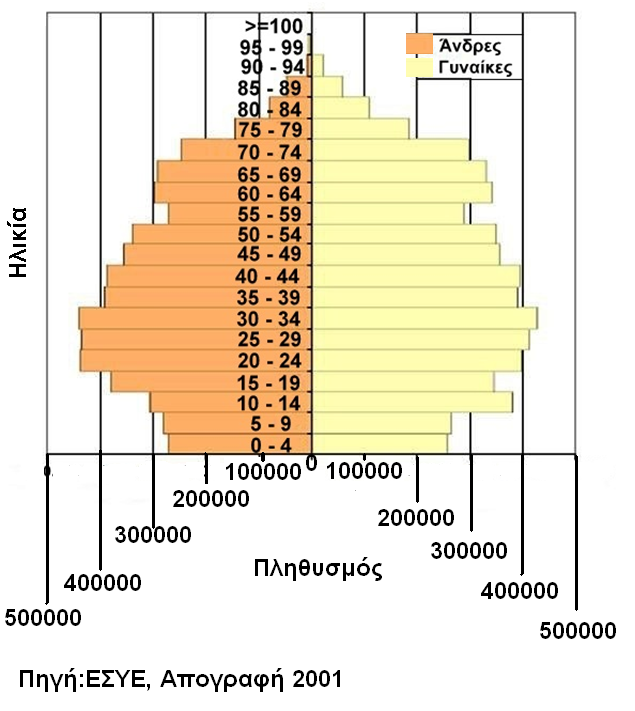 >=100
95 - 99
90 - 94
85 - 89
80 - 84
75 - 79
70 - 74
65 - 69
60 - 64
55 - 59
50 - 54
45 - 49
40 - 44
35 - 39
30 - 34
25 - 29
20 - 24
15 - 19
10 - 14
5 - 9
0 - 4
Άνδρες
Γυναίκες
Ηλικία
0 100000 0 100000
200000 200000
300000 300000
400000 400000
500000 500000
Πληθυσμός
Πηγή:ΕΣΥΕ, Απογραφή 2001